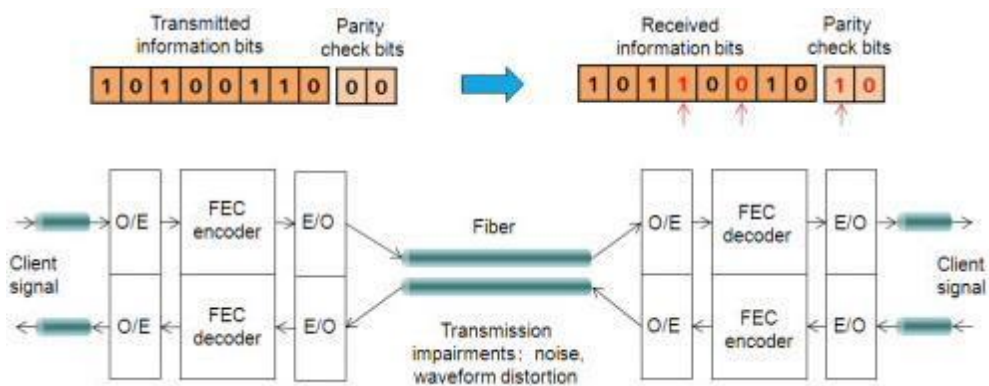 Transmitted
information bits
Parity
check bits
Received
information bits
Parity
check bits
1 0 1 0 0 1 1 0 0 0
1 0 1 1 0 0 1 0 1 0
O/E
FEC
encoder
E/O
Fiber
O/E
FEC
decoder
E/O
Client
signal
Client
signal
O/E
FEC
decoder
E/O
Transmission
impairments: noise,
waveform distortion
O/E
FEC
encoder
E/O